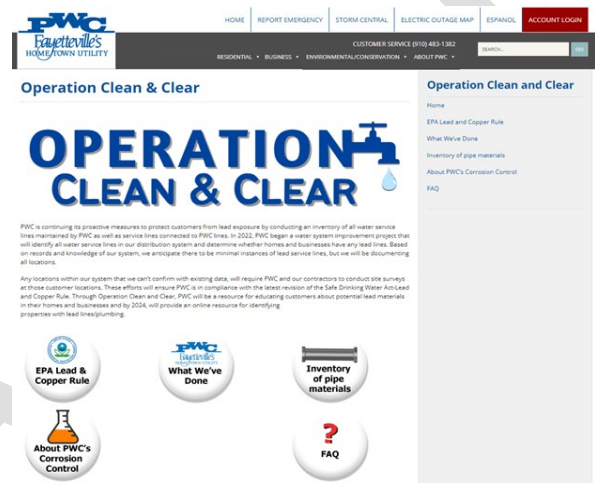 PWC
Fayetteville's
HOMETOWN UTILITY
HOME
REPORT EMERGENCY
STORM CENTRAL
ELECTRIC OUTAGE MAP
ESPANOL
ACCOUNT LOGIN
CUSTOMER SERVICE (910) 483-1382
RESIDENTIAL
BUSINESS
ENVIRONMENTAL/CONSERVATION
ABOUT PWC
SEARCH...
GO
Operation Clean & Clear
OPERATION
CLEAN & CLEAR
PWC is continuing its proactive measures to protect customers from lead exposure by conducting an inventory of all water service
lines maintained by PWC as well as service lines connected to PWC lines. In 2022, PWC began a water system improvement project that
will identify all water service lines in our distribution system and determine whether homes and businesses have any lead lines. Based
on records and knowledge of our system, we anticipate there to be minimal instances of lead service lines, but we will be documenting
all locations.
Any locations within our system that we can't confirm with existing data, will require PWC and our contractors to conduct site surveys
at those customer locations. These efforts will ensure PWC is in compliance with the latest revision of the Safe Drinking Water Act-Lead
and Copper Rule. Through Operation Clean and Clear, PWC will be a resource for educating customers about potential lead materials
in their homes and businesses and by 2024, will provide an online resource for identifying
properties with lead lines/plumbing.
EPA Lead &
Copper Rule
PWC
Fayetteville's
HOMETOWN UTILITY
What We've
Done
Inventory
of pipe
materials
About PWC's
Corrosion
Control
?
FAQ
Operation Clean and Clear
Home
EPA Lead and Copper Rule
What We've Done
Inventory of pipe materials
About PWC's Corrosion Control
FAQ